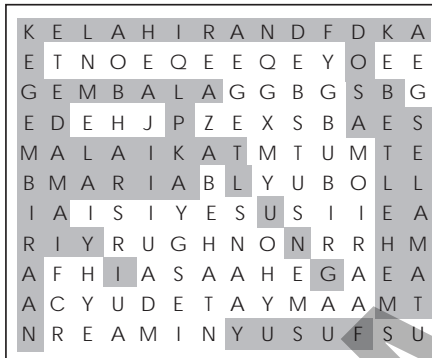 K E L A H I R A N D F D K A
E T N O E Q E E Q E Y O E E
G E M B A L A G G B G S B G
E D E H J P Z E X S B A E S
M A L A I K A T M T U M T E
B M A R I A B L Y U B O L L
I A I S I Y E S U S I I E A
R I Y R U G H N O N R R H M
A F H I A S A A H E G A E A
A C Y U D E T A Y M A A M T
N R E A M I N Y U S U F S U